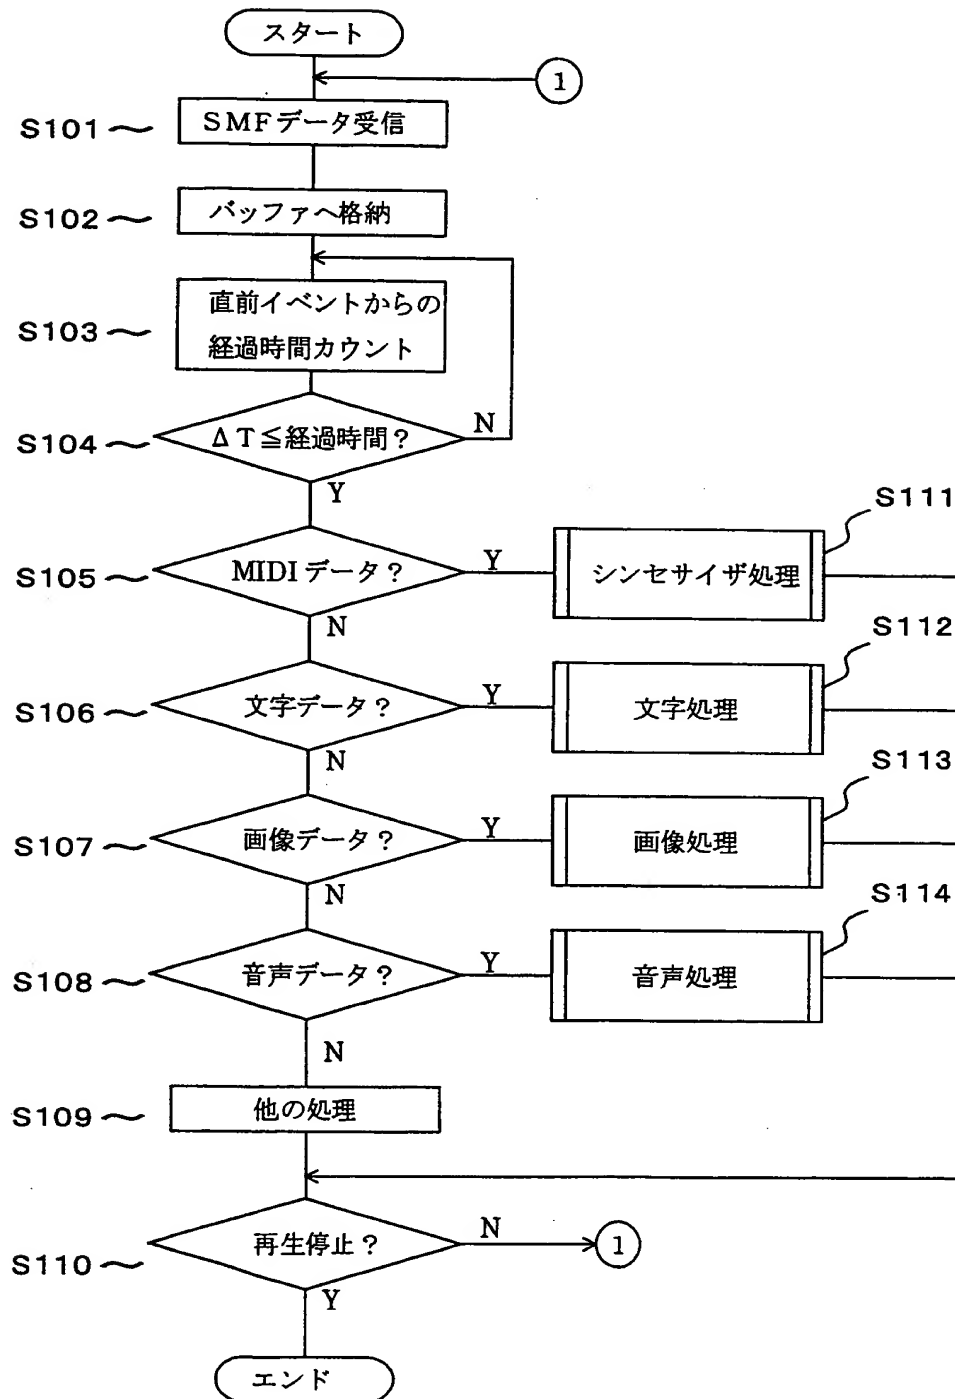 スタート
1
S101
SMFデータ受信
S102
バッファへ格納
S103
直前イベントからの
経過時間カウント
S104
ΔT≦経過時間?
N
Y
S105
MIDIデータ?
Y
シンセサイザ処理
S111
N
S106
文字データ?
Y
文字処理
S112
N
S107
画像データ?
Y
画像処理
S113
N
S108
音声データ?
Y
音声処理
S114
N
S109
他の処理
S110
再生停止?
N
1
Y
エンド